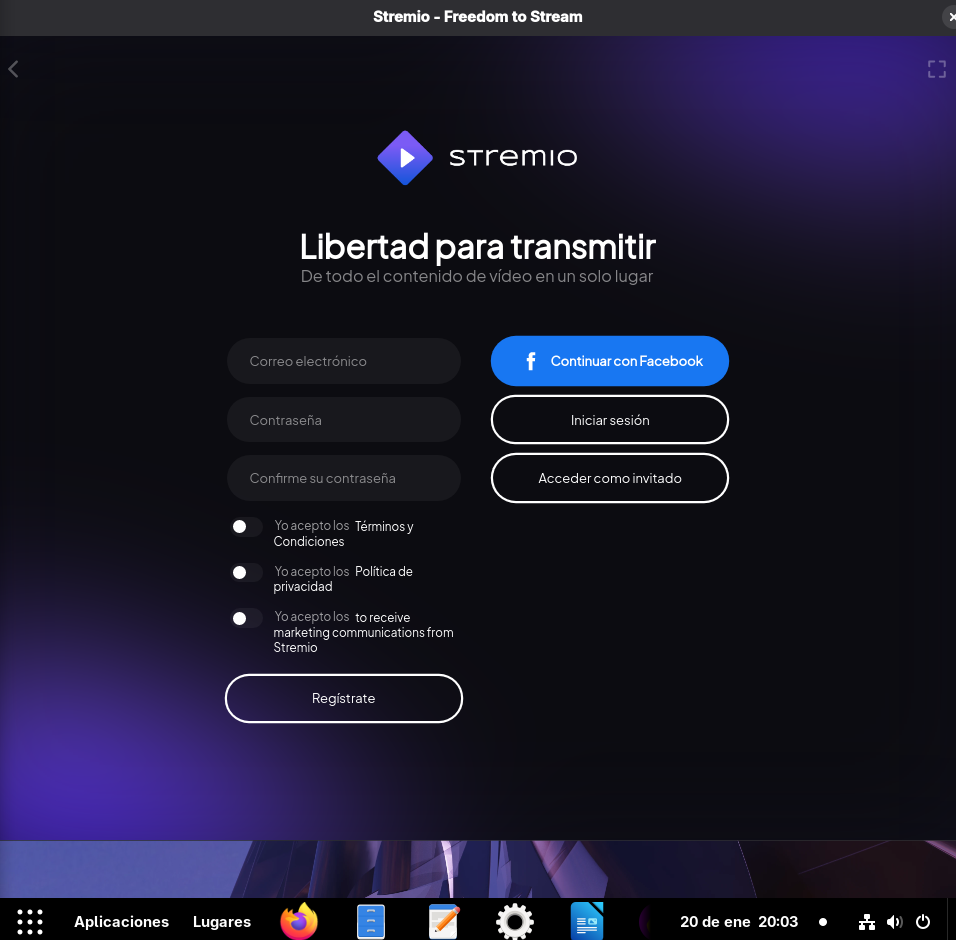 Stremio - Freedom to Stream
STREMIO
Libertad para transmitir
De todo el contenido de vídeo en un solo lugar
Correo electrónico
Continuar con Facebook
Contraseña
Iniciar sesión
Confirme su contraseña
Acceder como invitado
Yo acepto los Términos y
Condiciones
Yo acepto los Política de
privacidad
Yo acepto los to receive
marketing communications from
Stremio
Regístrate
Aplicaciones Lugares 20 de ene 20:03